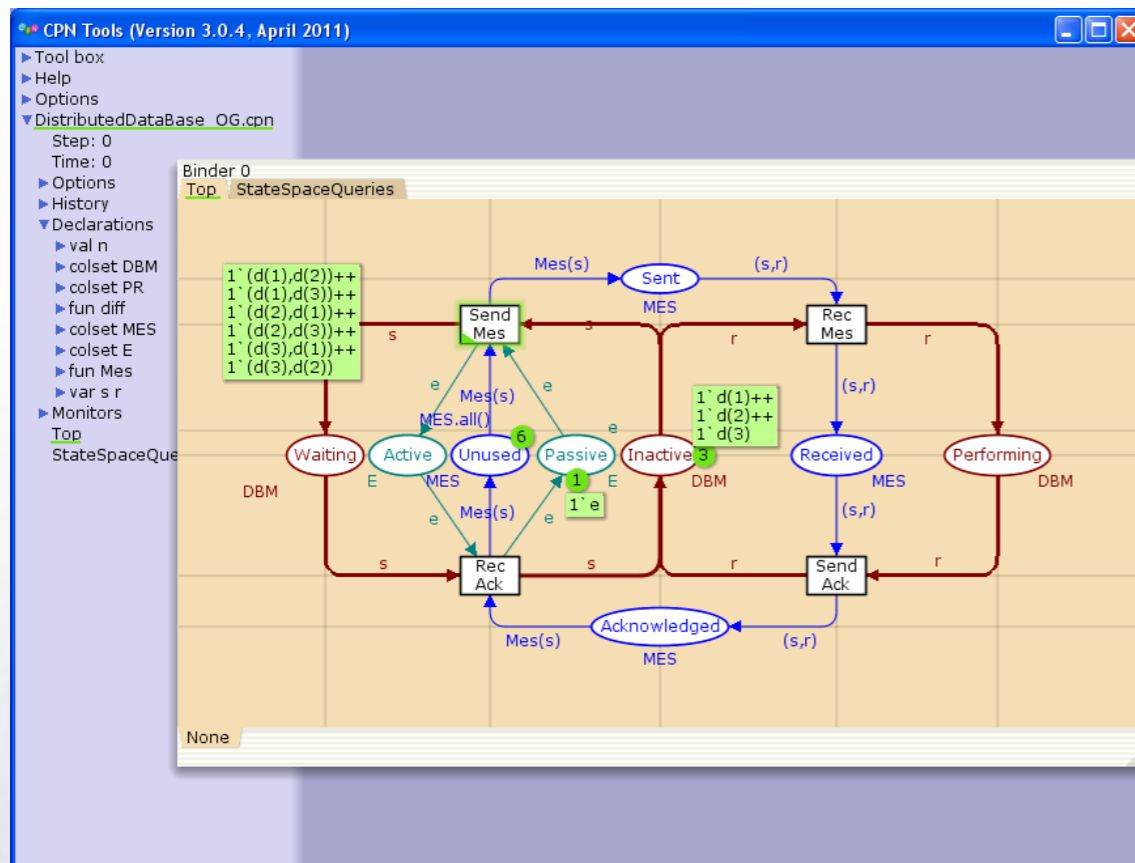 CPN Tools (Version 3.0.4, April 2011)
Tool box
Help
Options
DistributedDataBase_OG.cpn
Step: 0
Time: 0
Options
History
Declarations
val n
colset DBM
colset PR
fun diff
colset MES
colset E
fun Mes
var s r
Monitors
Top
StateSpaceQue
Binder 0
Top StateSpaceQueries
1`(d(1),d(2))++
1`(d(1),d(3))++
1`(d(2),d(1))++
1`(d(2),d(3))++
1`(d(3),d(1))++
1`(d(3),d(2))
Mes(s)
Sent
MES
(s,r)
Send
Mes
Rec
Mes
s
s
r
r
e
Mes(s)
e
(s,r)
MES.all()
e
6
1`d(1)++
1`d(2)++
1`d(3)
3
Waiting
Active
Unused
Passive
Inactive
Received
Performing
DBM
E
MES
1
E
DBM
MES
DBM
1`e
e
Mes(s)
e
(s,r)
s
Rec
Ack
s
r
Send
Ack
r
Mes(s)
Acknowledged
MES
(s,r)
None